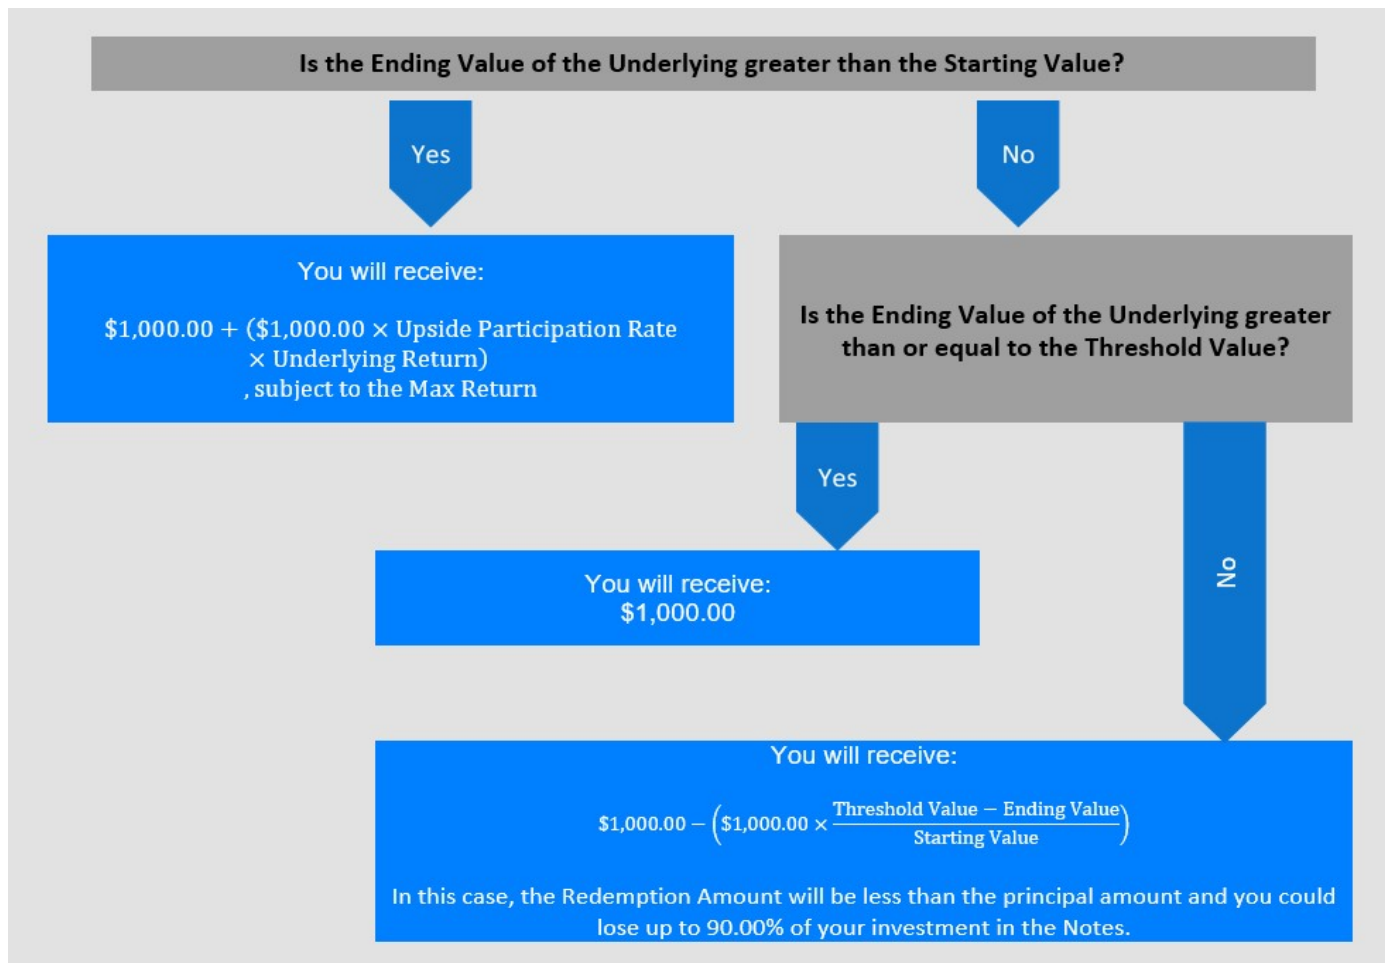 Is the Ending Value of the Underlying greater than the Starting Value?
Yes
No
You will receive:
$1,000.00 + ($1,000.00 × Upside Participation Rate
× Underlying Return)
, subject to the Max Return
Is the Ending Value of the Underlying greater
than or equal to the Threshold Value?
Yes
No
You will receive:
$1,000.00
You will receive:
$1,000.00 − ($1,000.00 × Threshold Value − Ending Value
Starting Value)
In this case, the Redemption Amount will be less than the principal amount and you could
lose up to 90.00% of your investment in the Notes.